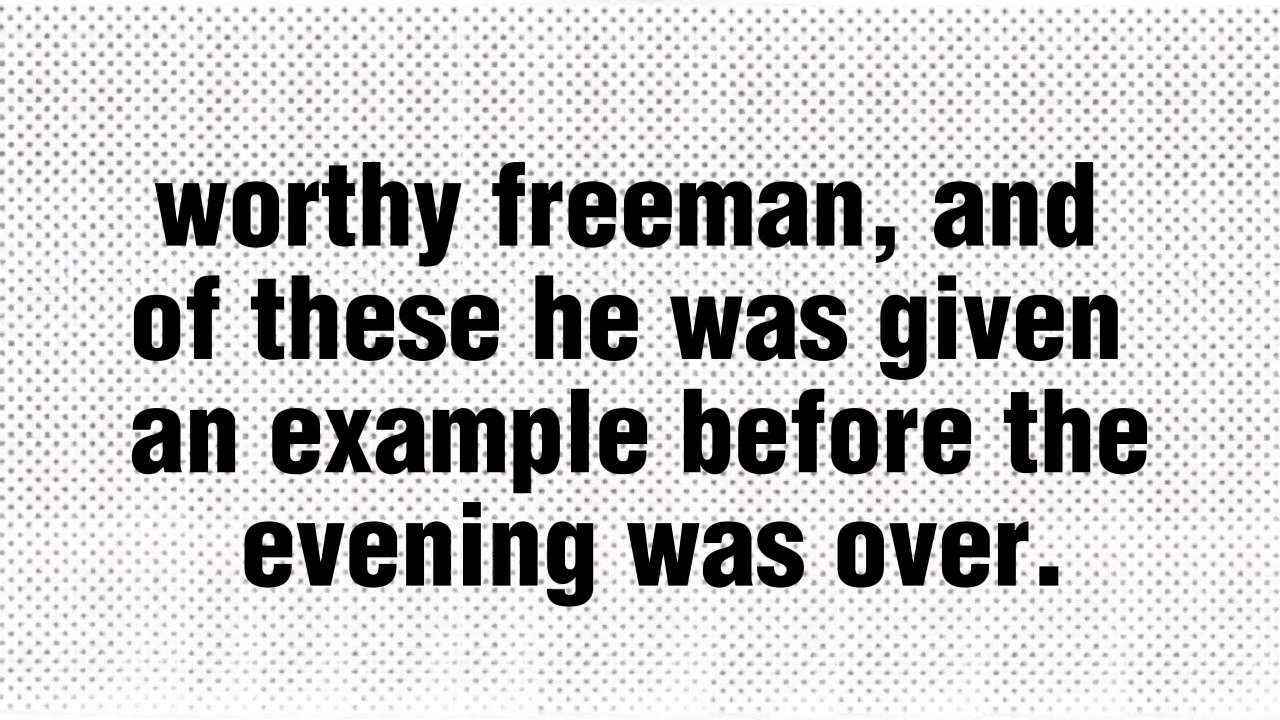 worthy freeman, and
of these he was given
an example before the
evening was over.